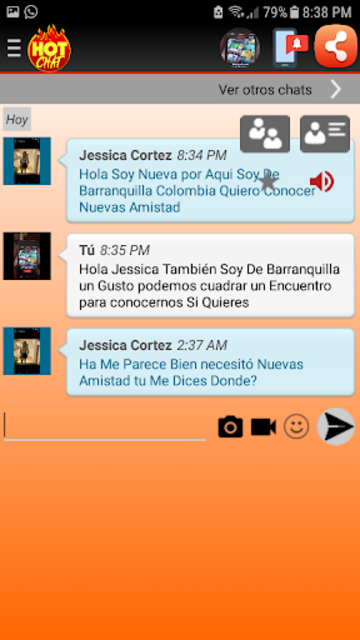 79% 8:38 PM
HOT
CHAT
Ver otros chats
Hoy
Jessica Cortez 8:34 PM
Hola Soy Nueva por Aqui Soy De
Barranquilla Colombia Quiero Conocer
Nuevas Amistad
Tú 8:35 PM
Hola Jessica También Soy De Barranquilla
un Gusto podemos cuadrar un Encuentro
para conocernos Si Quieres
Jessica Cortez 2:37 AM
Ha Me Parece Bien necesitó Nuevas
Amistad tu Me Dices Donde?